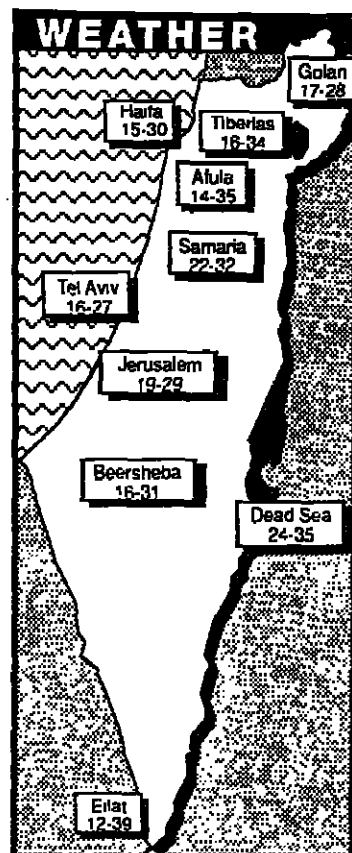 WEATHER
Golan
17-28
Haifa
15-30
Tiberias
16-34
Afula
14-35
Samaria
22-32
Tel Aviv
16-27
Jerusalem
19-29
Beersheba
16-31
Dead Sea
24-35
Eilat
12-39